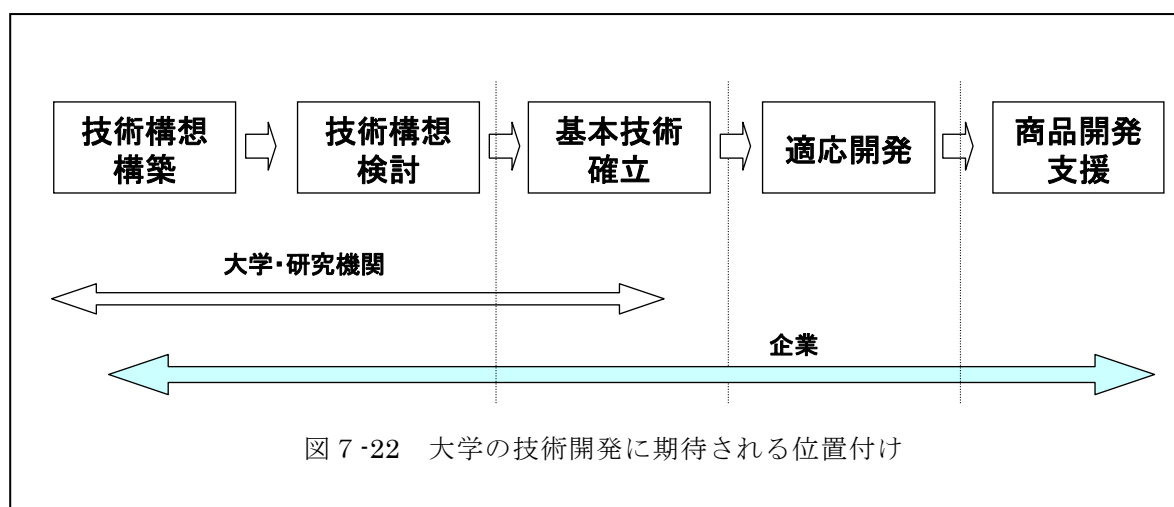 技術構想
構築
技術構想
検討
基本技術
確立
適応開発
商品開発
支援
大学・研究機関
企業
図７-22　大学の技術開発に期待される位置付け